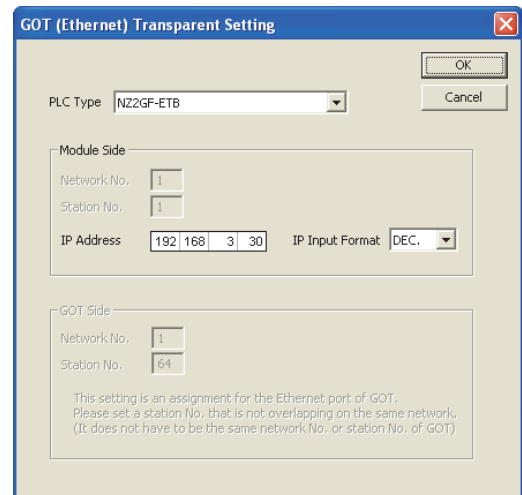 GOT (Ethernet) Transparent Setting
OK
PLC Type NZ2GF-ETB
Cancel
Module Side
Network No. 1
Station No. 1
IP Address 192 168 3 30 IP Input Format DEC.
GOT Side
Network No. 1
Station No. 64
This setting is an assignment for the Ethernet port of GOT.
Please set a station No. that is not overlapping on the same network.
(It does not have to be the same network No. or station No. of GOT)